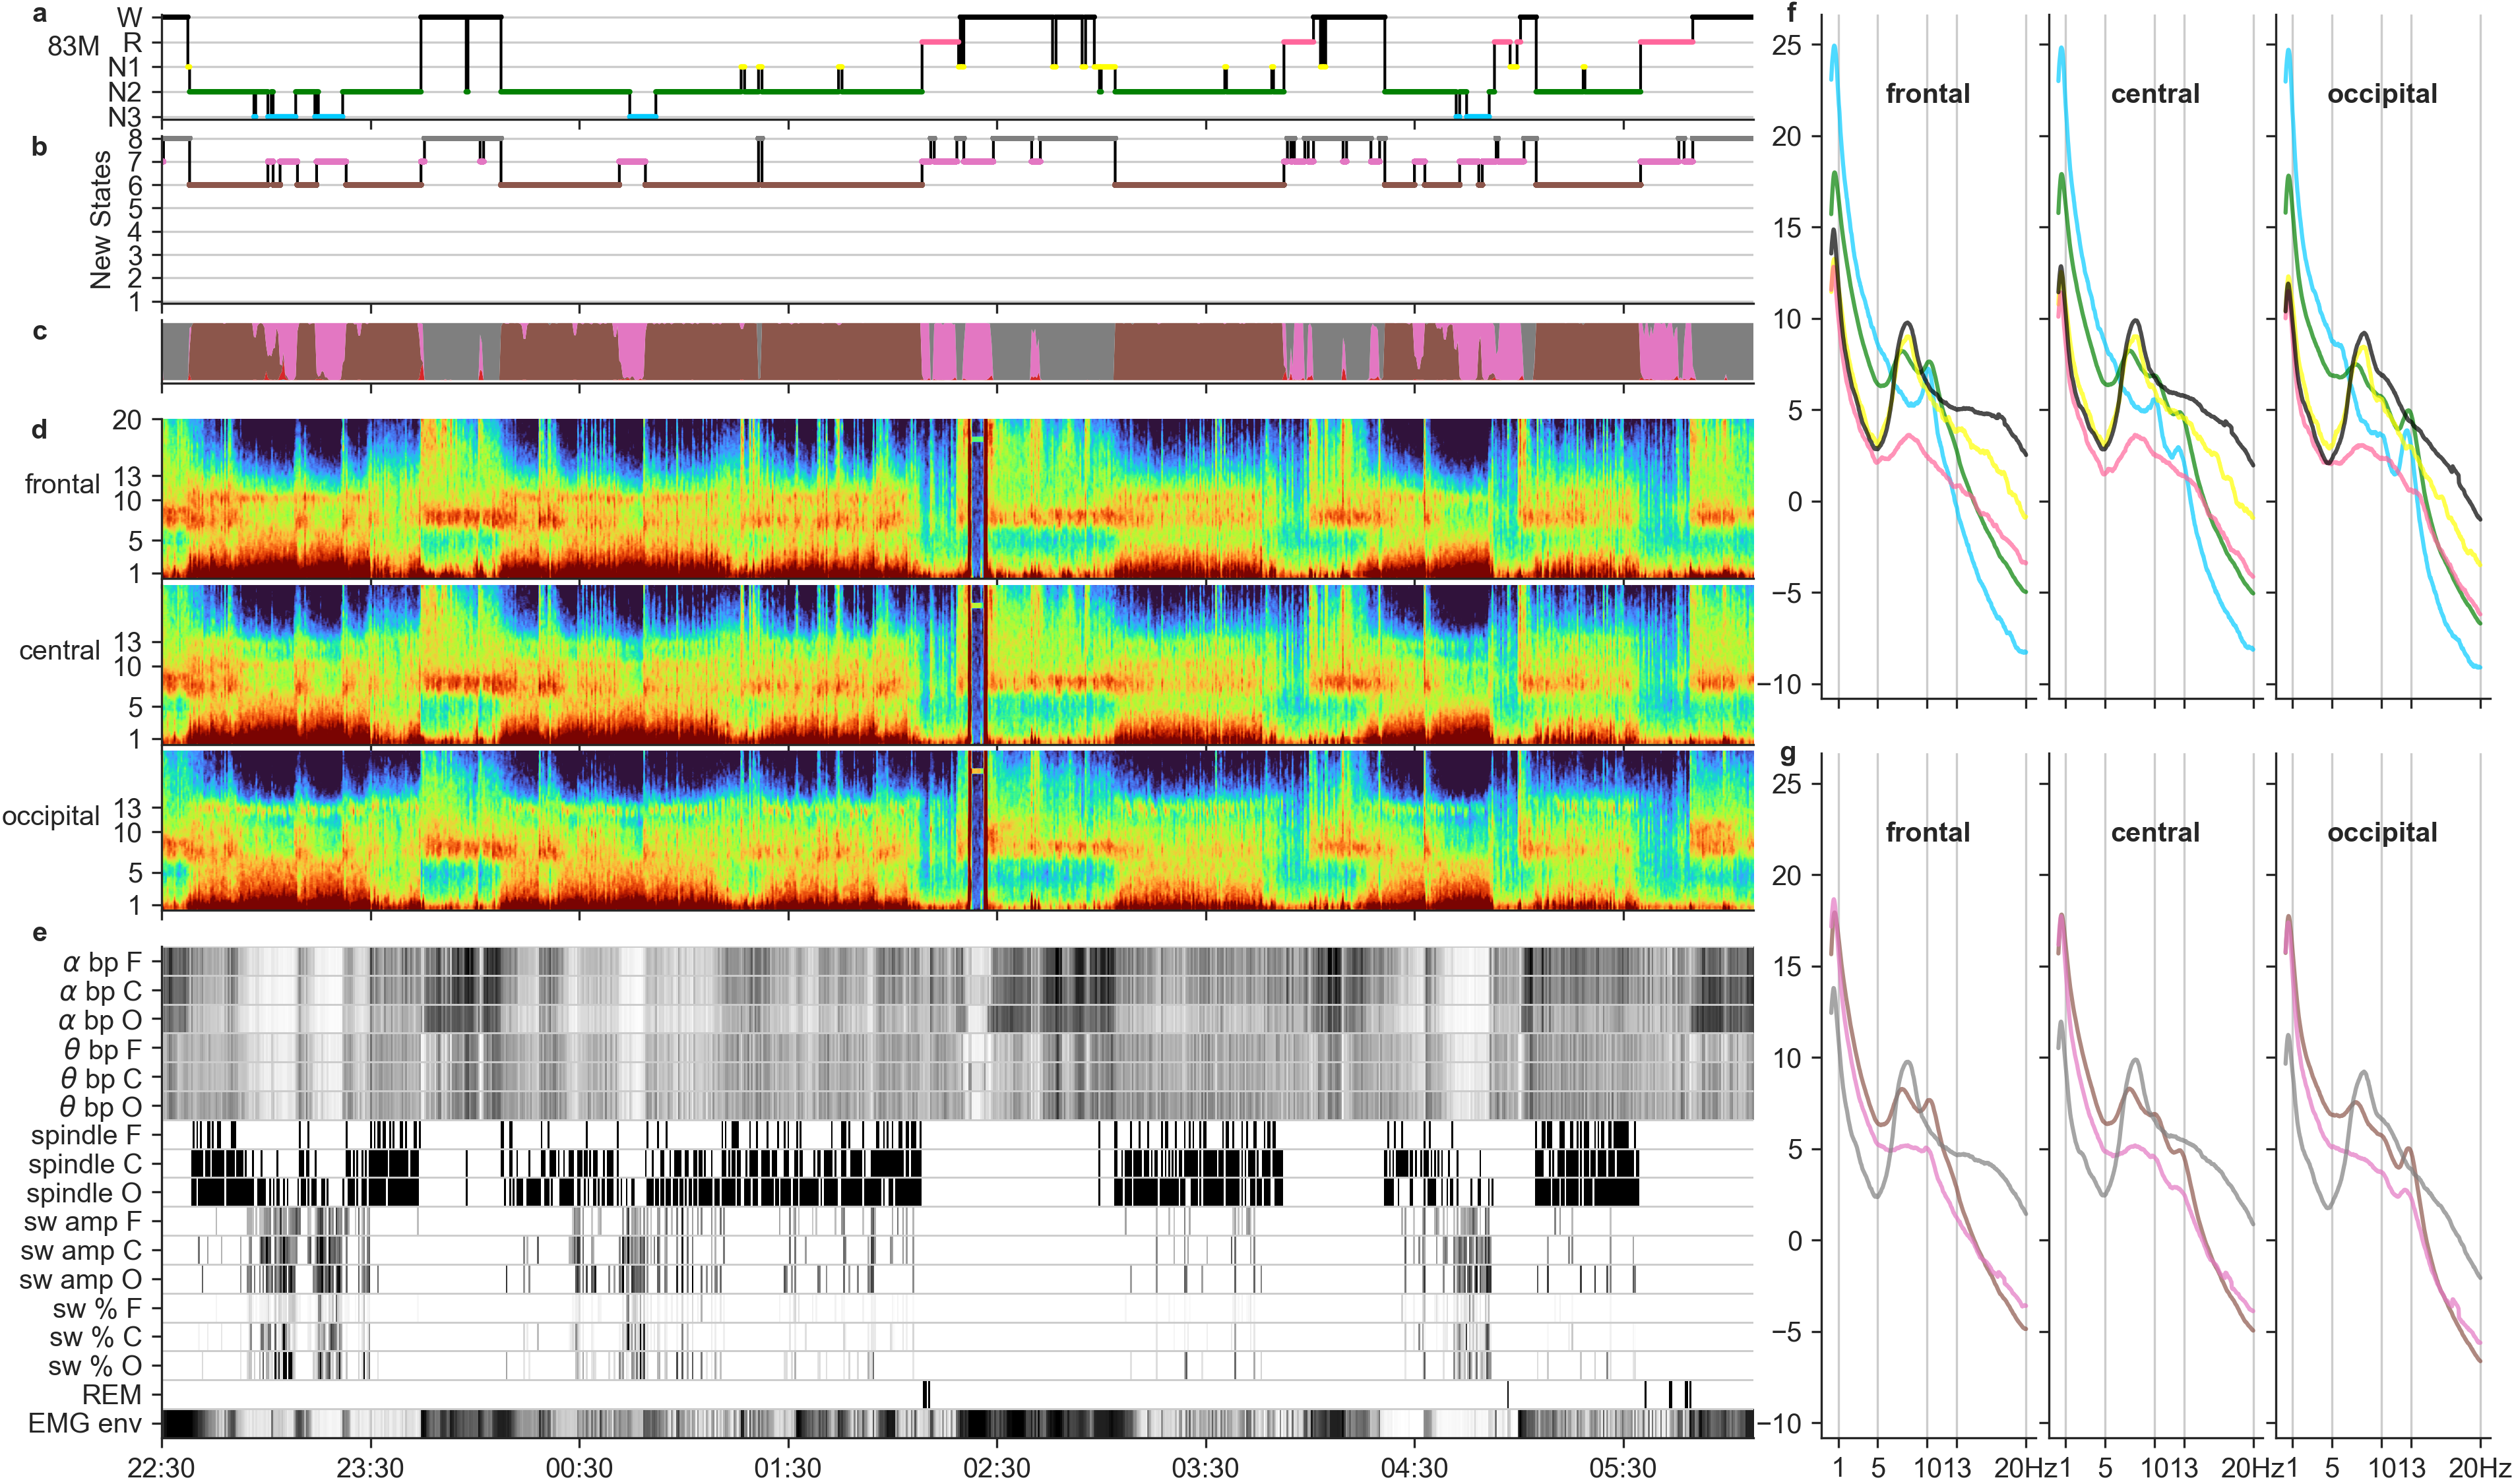 a
83M
W
R
N1
N2
N3
b
New States
8
7
6
5
4
3
2
1
c
d
20
13
10
5
1
frontal
13
10
5
1
central
13
10
5
1
occipital
e
α bp F
α bp C
α bp O
θ bp F
θ bp C
θ bp O
spindle F
spindle C
spindle O
sw amp F
sw amp C
sw amp O
sw % F
sw % C
sw % O
REM
EMG env
22:30 23:30 00:30 01:30 02:30 03:30 04:30 05:30
f
frontal central occipital
25
20
15
10
5
0
−5
−10
g
frontal central occipital
25
20
15
10
5
0
−5
−10
1 5 1013 20Hz 1 5 1013 20Hz 1 5 1013 20Hz